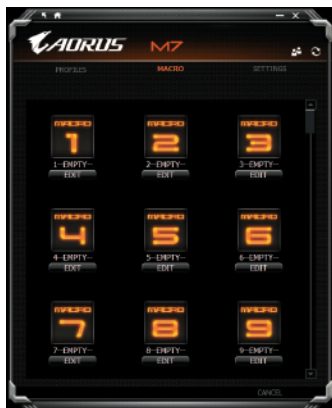 AORUS M7
PROFILES MACRO SETTINGS
MACRO MACRO MACRO
1 2 3
1--EMPTY-- 2--EMPTY-- 3--EMPTY--
EDIT EDIT EDIT
MACRO MACRO MACRO
4 5 6
4--EMPTY-- 5--EMPTY-- 6--EMPTY--
EDIT EDIT EDIT
MACRO MACRO MACRO
7 8 9
7--EMPTY-- 8--EMPTY-- 9--EMPTY--
EDIT EDIT EDIT
CANCEL